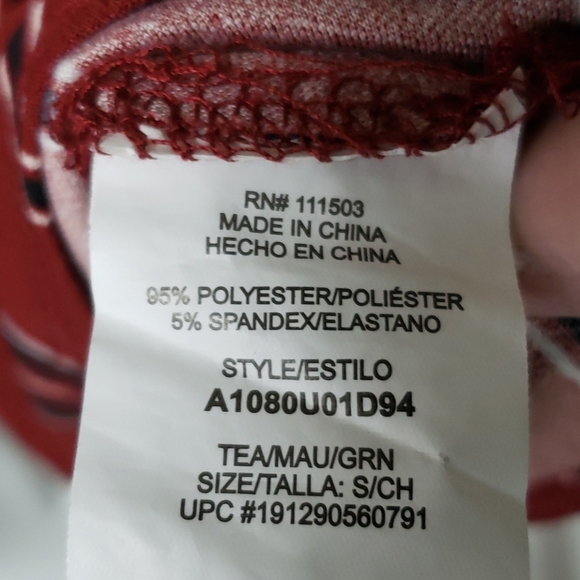 RN# 111503
MADE IN CHINA
HECHO EN CHINA
95% POLYESTER/POLIÉSTER
5% SPANDEX/ELASTANO
STYLE/ESTILO
A1080U01D94
TEA/MAU/GRN
SIZE/TALLA: S/CH
UPC #191290560791